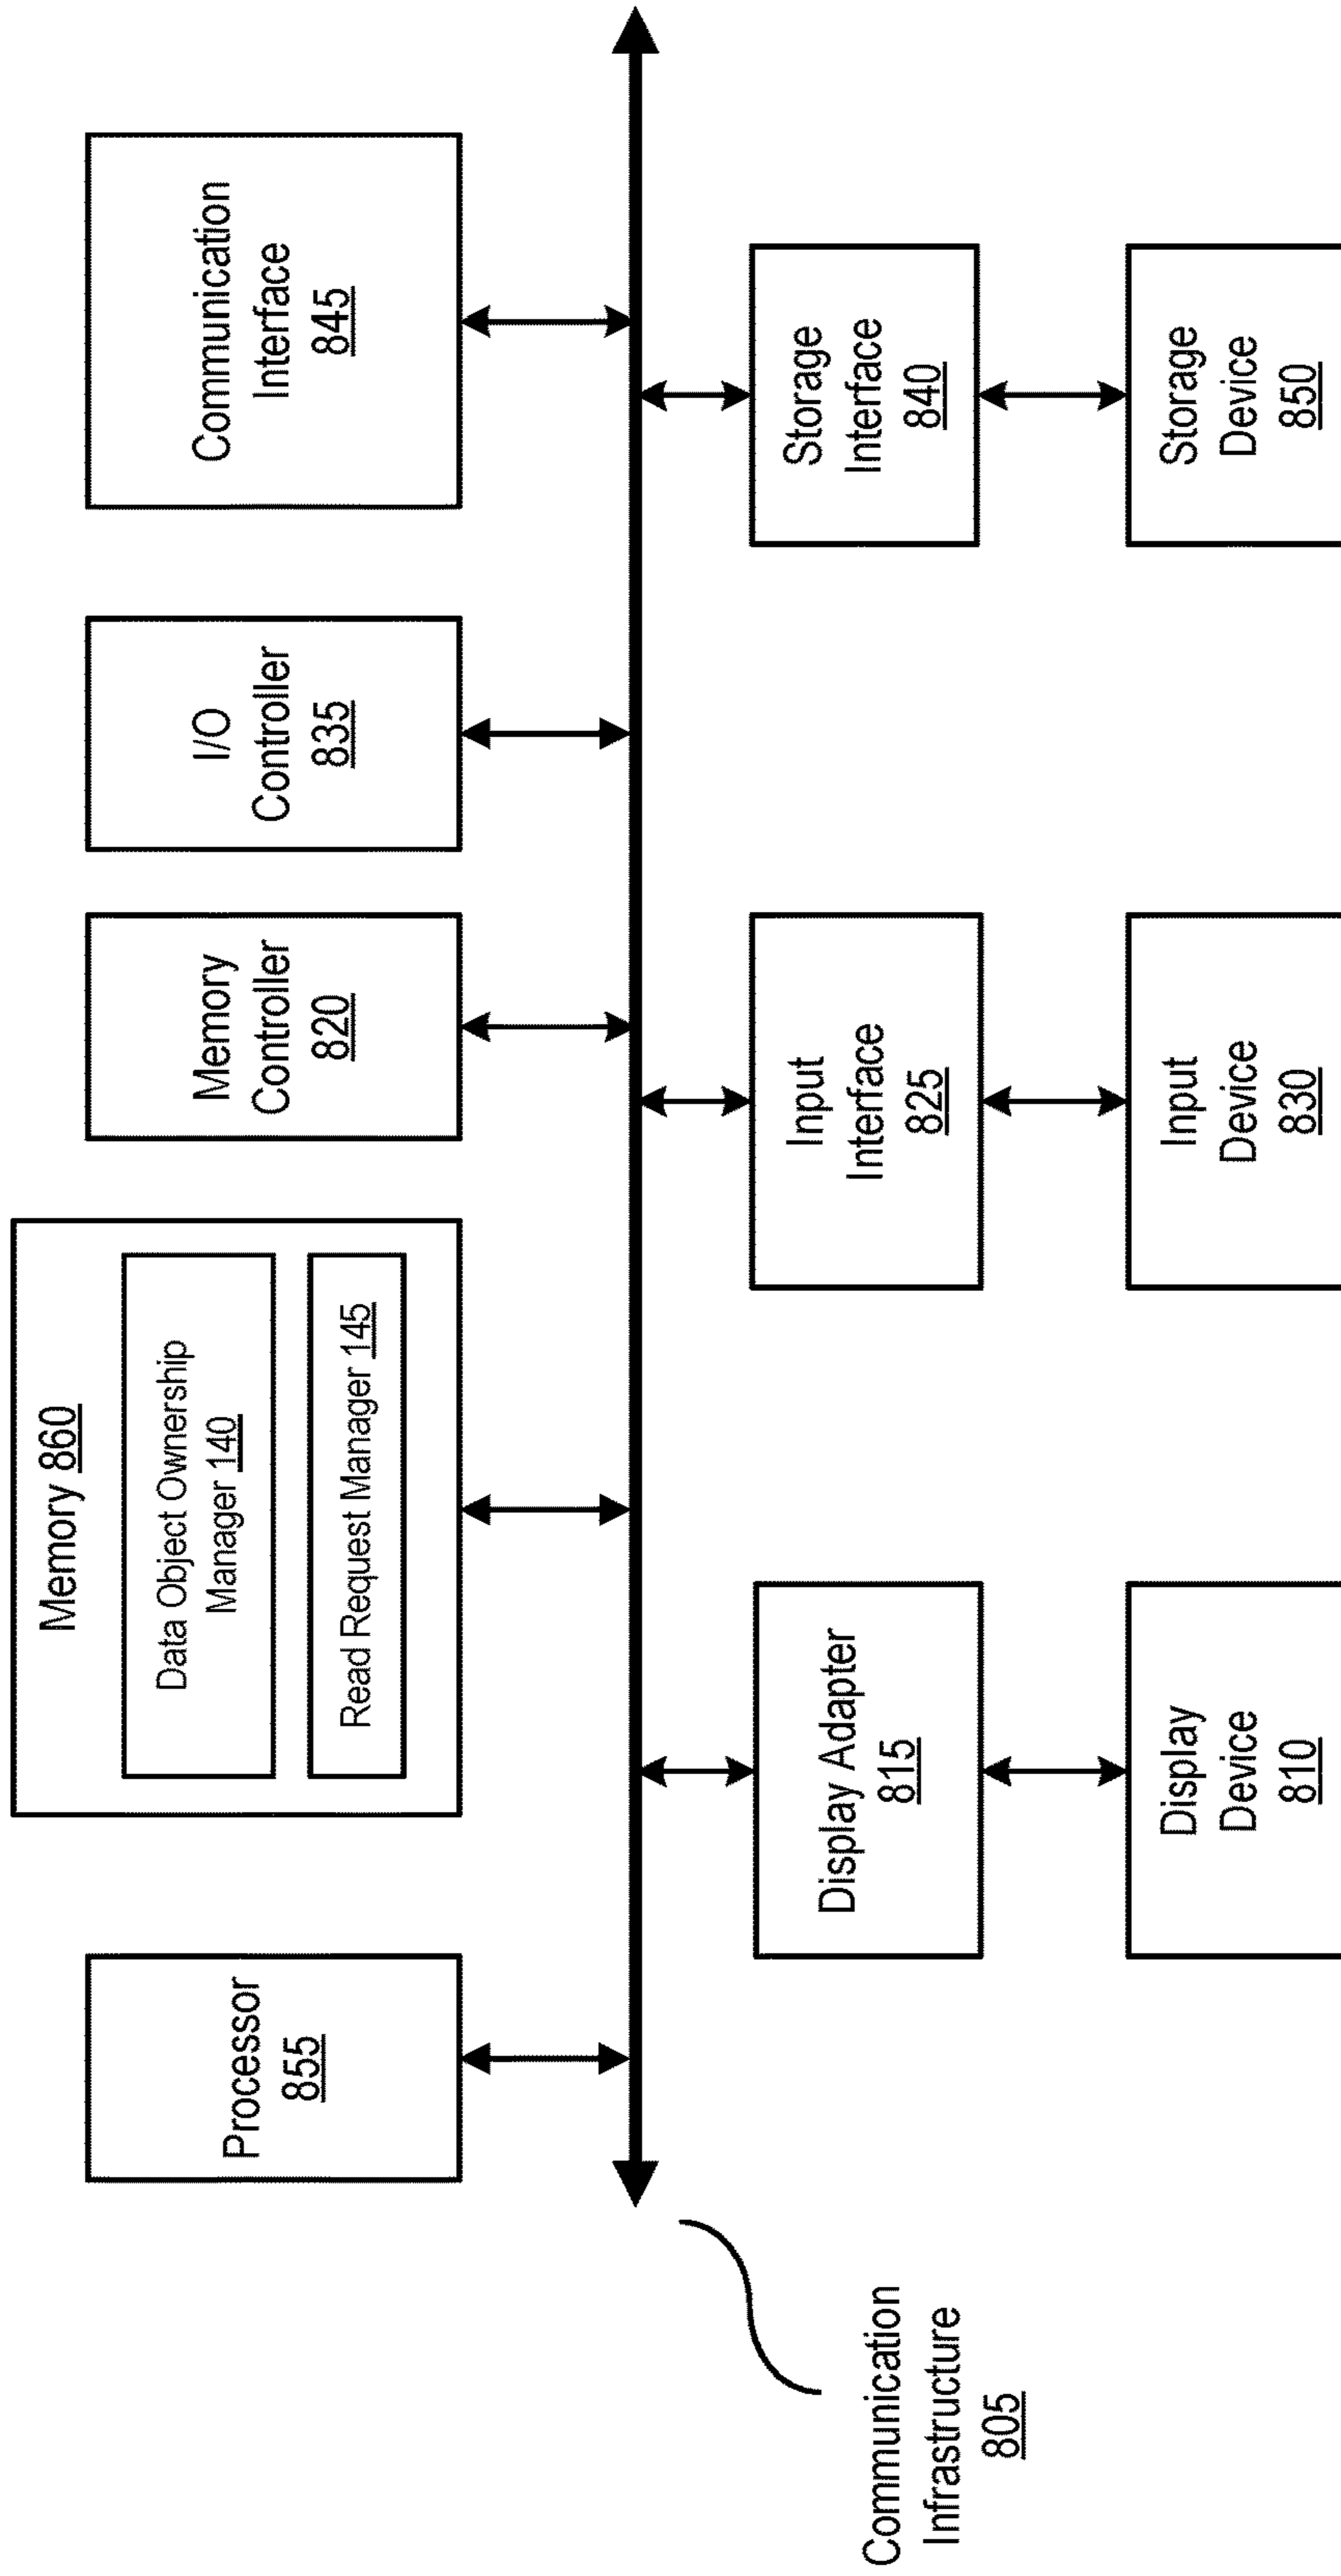 Processor
855
Memory 860
Data Object Ownership
Manager 140
Read Request Manager 145
Memory
Controller
820
I/O
Controller
835
Communication
Interface
845
Communication
Infrastructure
805
Display Adapter
815
Input
Interface
825
Storage
Interface
840
Display
Device
810
Input
Device
830
Storage
Device
850